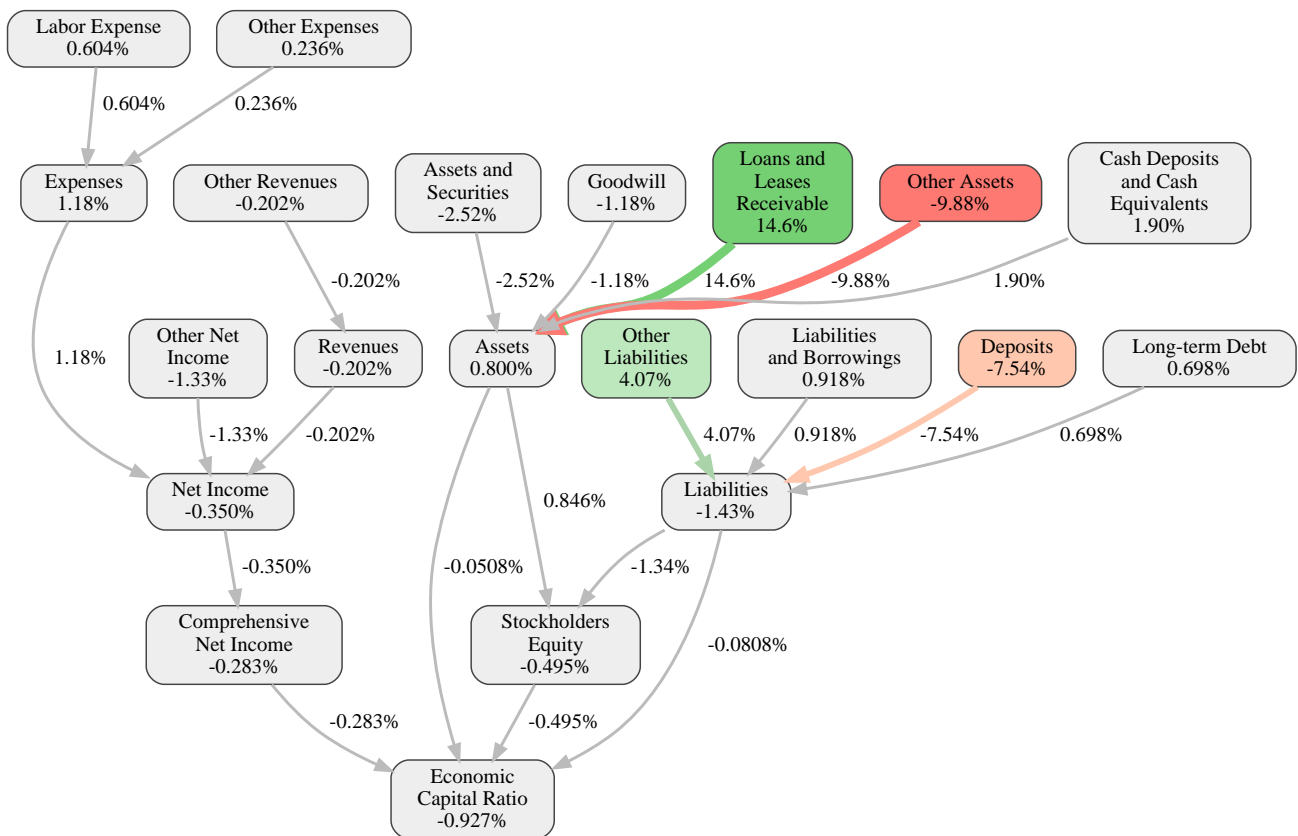 Labor Expense
0.604%
Other Expenses
0.236%
0.604%
0.236%
Expenses
1.18%
Other Revenues
-0.202%
Assets and
Securities
-2.52%
Goodwill
-1.18%
Loans and
Leases
Receivable
14.6%
Other Assets
-9.88%
Cash Deposits
and Cash
Equivalents
1.90%
-0.202%
-2.52%
-1.18%
14.6%
-9.88%
1.90%
Other Net
Income
-1.33%
Revenues
-0.202%
Assets
0.800%
Other
Liabilities
4.07%
Liabilities
and Borrowings
0.918%
Deposits
-7.54%
Long-term Debt
0.698%
1.18%
-1.33%
-0.202%
4.07%
0.918%
-7.54%
0.698%
Net Income
-0.350%
0.846%
Liabilities
-1.43%
-0.350%
-0.0508%
-1.34%
Comprehensive
Net Income
-0.283%
Stockholders
Equity
-0.495%
-0.0808%
-0.283%
-0.495%
Economic
Capital Ratio
-0.927%